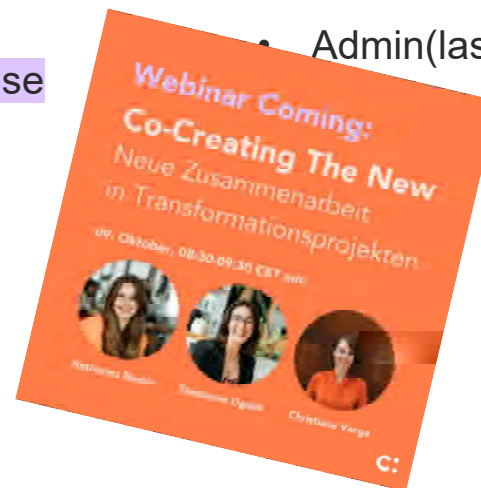 Admin(las
se
Webinar Coming:
Co-Creating The New
Neue Zusammenarbeit
in Transformationsprojekten
09. Oktober, 08:30-09:30 CET
Christiane Varga
c: